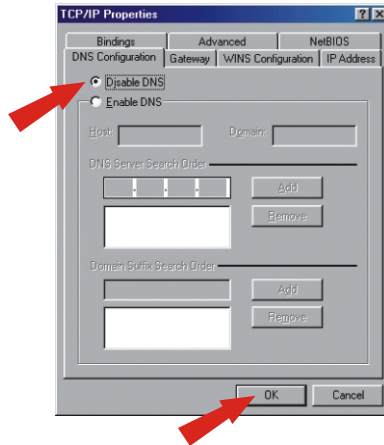 TCP/IP Properties
Bindings Advanced NetBIOS
DNS Configuration Gateway WINS Configuration IP Address
Disable DNS
Enable DNS
Host: Domain:
DNS Server Search Order
. . .
Add
Remove
Domain Suffix Search Order
Add
Remove
OK Cancel